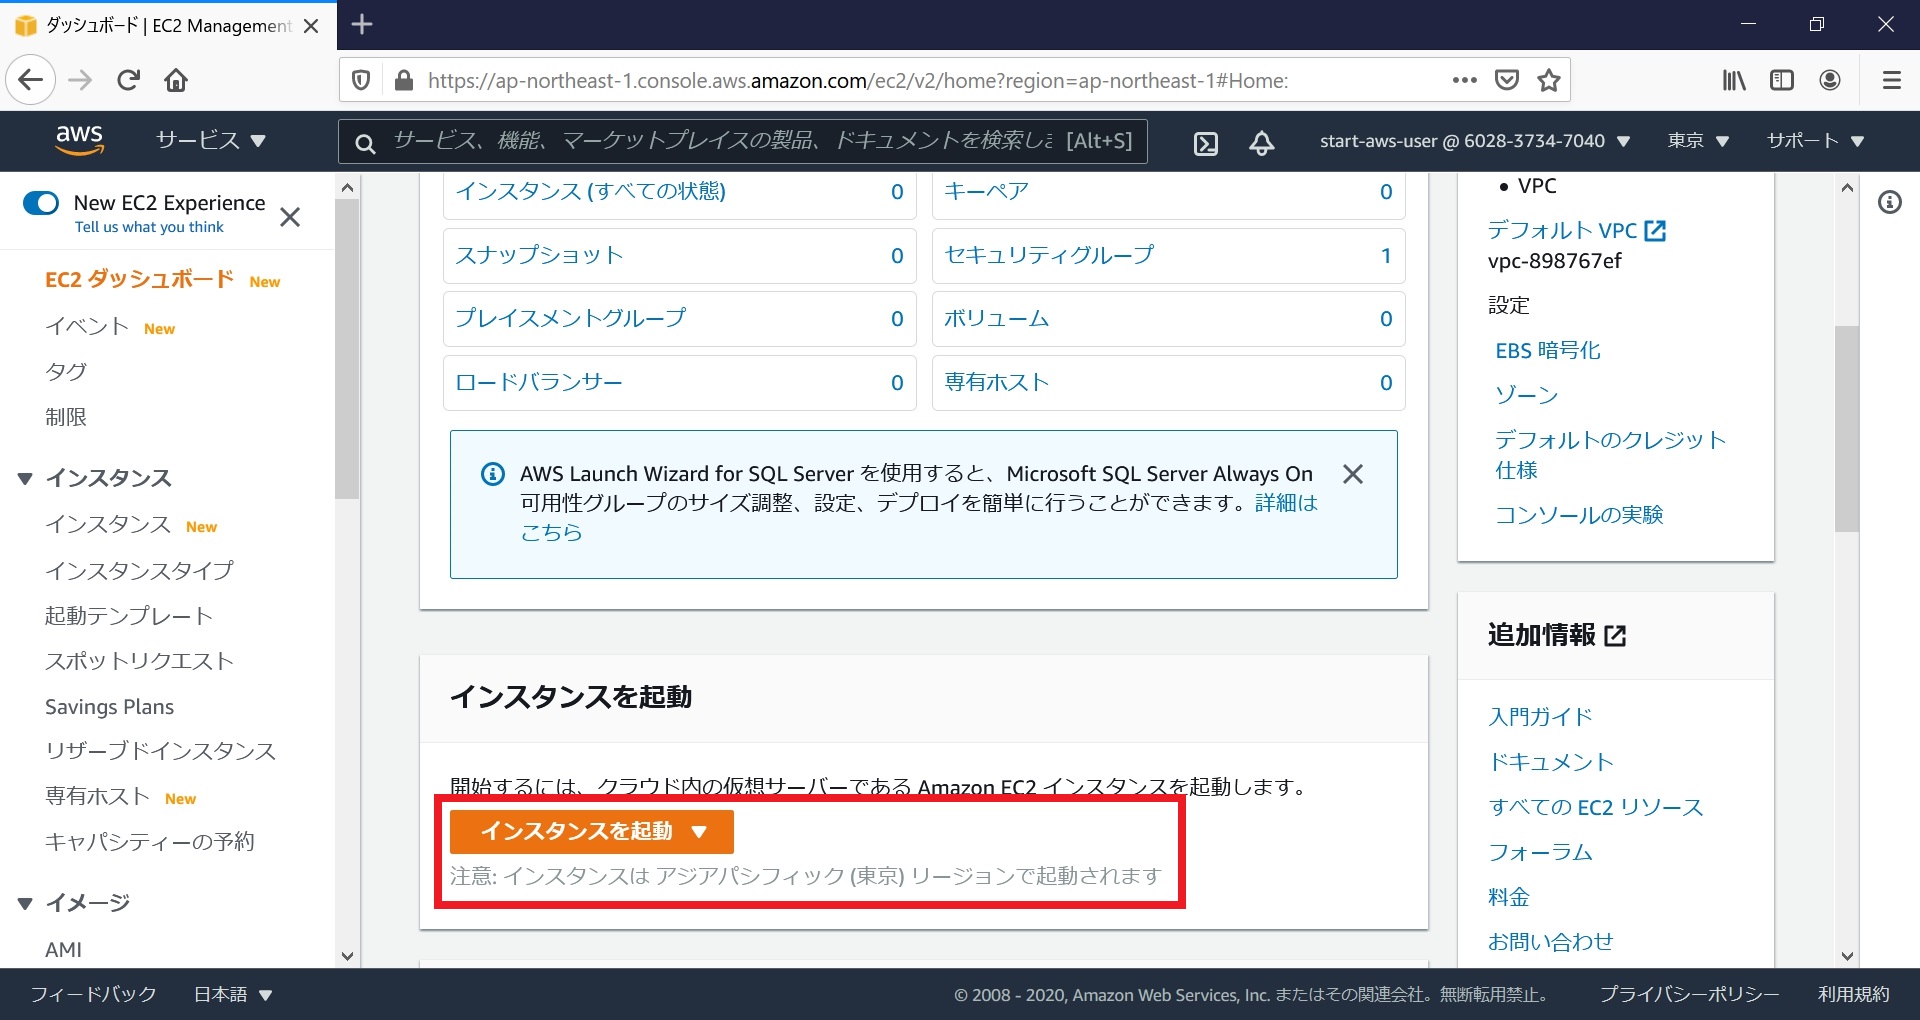 ダッシュボード | EC2 Management
https://ap-northeast-1.console.aws.amazon.com/ec2/v2/home?region=ap-northeast-1#Home:
aws
サービス
サービス、機能、マーケットプレイスの製品、ドキュメントを検索しま [Alt+S]
start-aws-user @ 6028-3734-7040
東京
サポート
New EC2 Experience
Tell us what you think
EC2 ダッシュボード New
イベント New
タグ
制限
インスタンス
インスタンス New
インスタンスタイプ
起動テンプレート
スポットリクエスト
Savings Plans
リザーブドインスタンス
専有ホスト New
キャパシティーの予約
イメージ
AMI
インスタンス (すべての状態) 0
キーペア 0
スナップショット 0
セキュリティグループ 1
プレイスメントグループ 0
ボリューム 0
ロードバランサー 0
専有ホスト 0
AWS Launch Wizard for SQL Server を使用すると、Microsoft SQL Server Always On
可用性グループのサイズ調整、設定、デプロイを簡単に行うことができます。詳細は
こちら
インスタンスを起動
開始するには、クラウド内の仮想サーバーである Amazon EC2 インスタンスを起動します。
インスタンスを起動
注意: インスタンスは アジアパシフィック (東京) リージョンで起動されます
VPC
デフォルト VPC
vpc-898767ef
設定
EBS 暗号化
ゾーン
デフォルトのクレジット
仕様
コンソールの実験
追加情報
入門ガイド
ドキュメント
すべての EC2 リソース
フォーラム
料金
お問い合わせ
フィードバック
日本語
© 2008 - 2020, Amazon Web Services, Inc. またはその関連会社。無断転用禁止。
プライバシーポリシー
利用規約